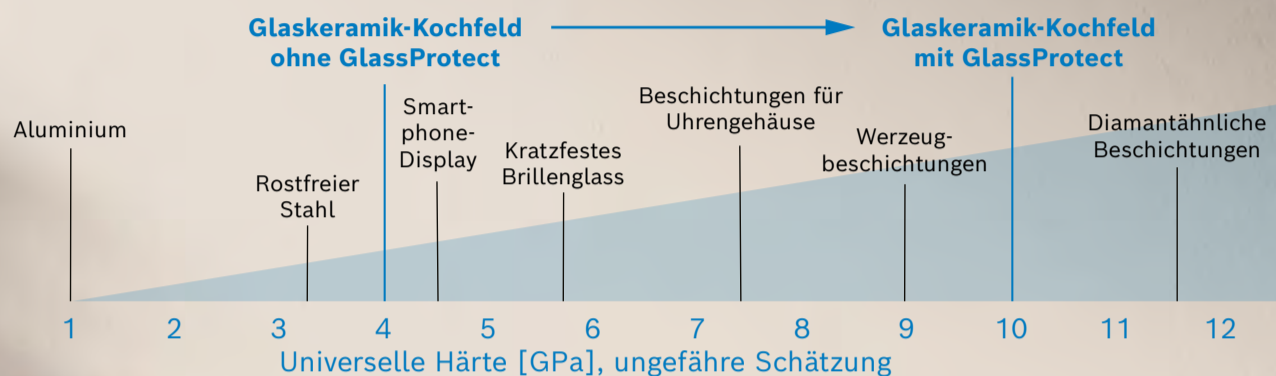 Glaskeramik-Kochfeld
ohne GlassProtect
Glaskeramik-Kochfeld
mit GlassProtect
Aluminium
Rostfreier
Stahl
Smart-
phone-
Display
Kratzfestes
Brillenglass
Beschichtungen für
Uhrengehäuse
Werzeug-
beschichtungen
Diamantähnliche
Beschichtungen
1 2 3 4 5 6 7 8 9 10 11 12
Universelle Härte [GPa], ungefähre Schätzung